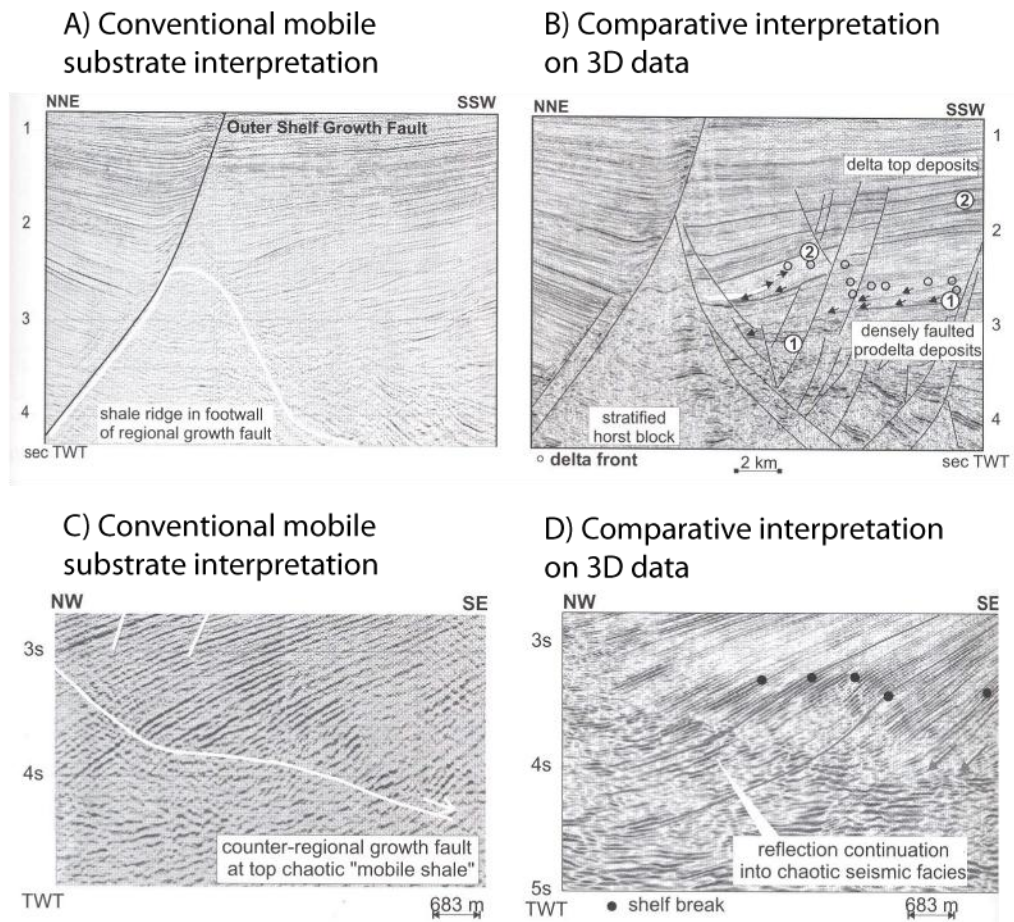 A) Conventional mobile
substrate interpretation
B) Comparative interpretation
on 3D data
NNE
SSW
Outer Shelf Growth Fault
1
2
3
4
shale ridge in footwall
of regional growth fault
sec TWT
NNE
SSW
delta top deposits
2
2
1
1
densely faulted
prodelta deposits
stratified
horst block
1
2
3
4
° delta front
2 km
sec TWT
C) Conventional mobile
substrate interpretation
D) Comparative interpretation
on 3D data
NW
SE
3s
4s
counter-regional growth fault
at top chaotic "mobile shale"
TWT
683 m
NW
SE
3s
4s
5s
reflection continuation
into chaotic seismic facies
TWT
● shelf break
683 m